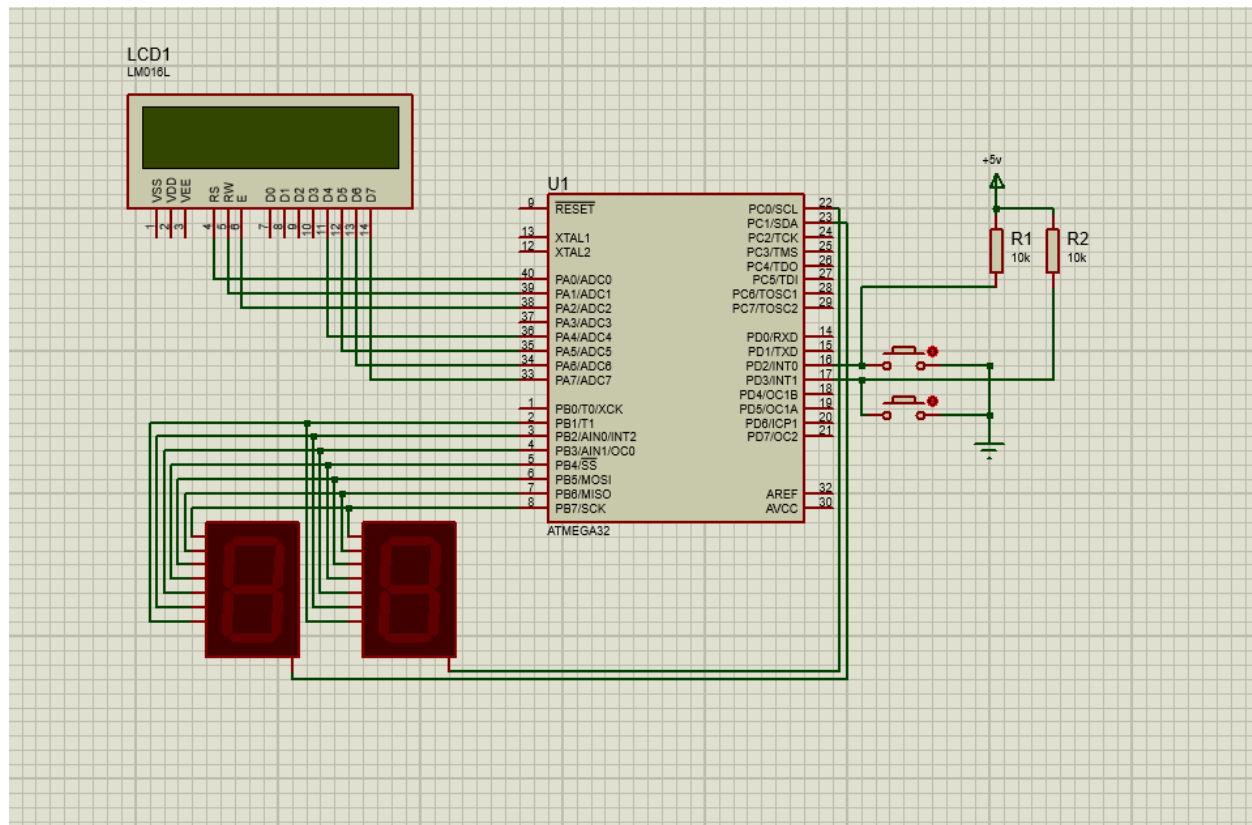 LCD1
LM016L
VSS
VDD
VEE
RS
RW
E
D0
D1
D2
D3
D4
D5
D6
D7
1
2
3
4
5
6
7
8
9
10
11
12
13
14
U1
9 RESET
13 XTAL1
12 XTAL2
40 PA0/ADC0
39 PA1/ADC1
38 PA2/ADC2
37 PA3/ADC3
36 PA4/ADC4
35 PA5/ADC5
34 PA6/ADC6
33 PA7/ADC7
1 PB0/T0/XCK
2 PB1/T1
3 PB2/AIN0/INT2
4 PB3/AIN1/OC0
5 PB4/SS
6 PB5/MOSI
7 PB6/MISO
8 PB7/SCK
PC0/SCL 22
PC1/SDA 23
PC2/TCK 24
PC3/TMS 25
PC4/TDO 26
PC5/TDI 27
PC6/TOSC1 28
PC7/TOSC2 29
PD0/RXD 14
PD1/TXD 15
PD2/INT0 16
PD3/INT1 17
PD4/OC1B 18
PD5/OC1A 19
PD6/ICP1 20
PD7/OC2 21
AREF 32
AVCC 30
ATMEGA32
+5v
R1
10k
R2
10k